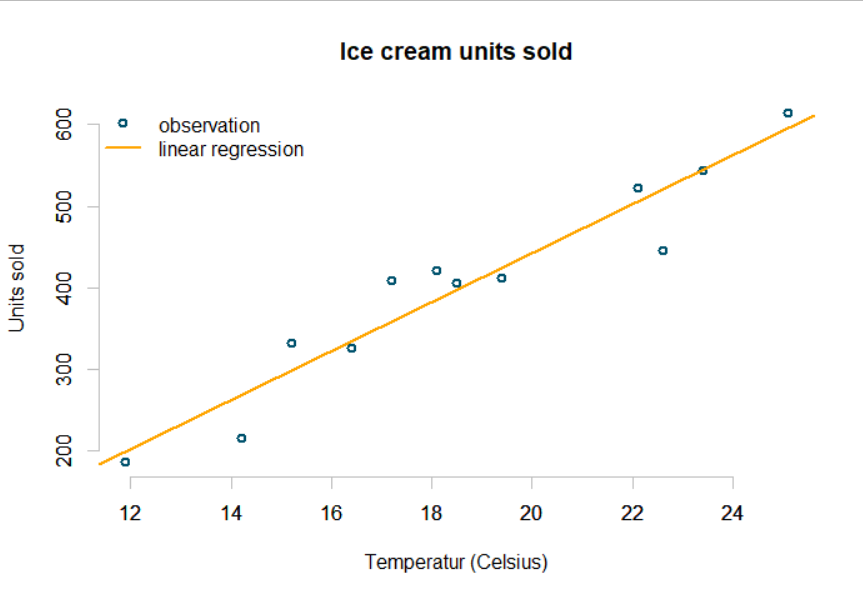 Ice cream units sold
observation
linear regression
600
500
400
300
200
Units sold
12 14 16 18 20 22 24
Temperatur (Celsius)